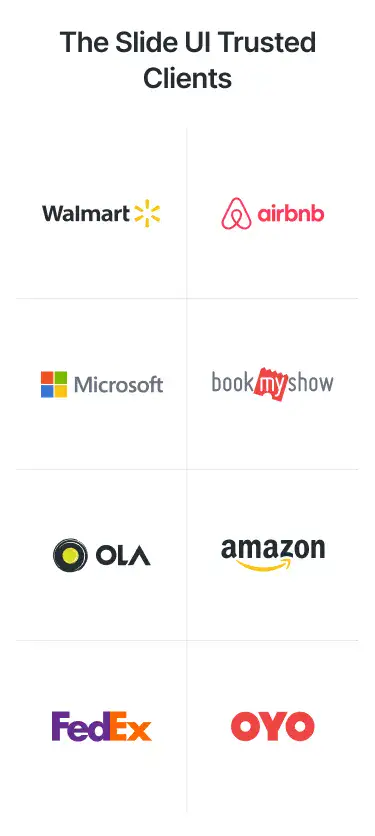 The Slide UI Trusted
Clients
Walmart
airbnb
Microsoft
bookmyshow
OLA
amazon
FedEx
OYO